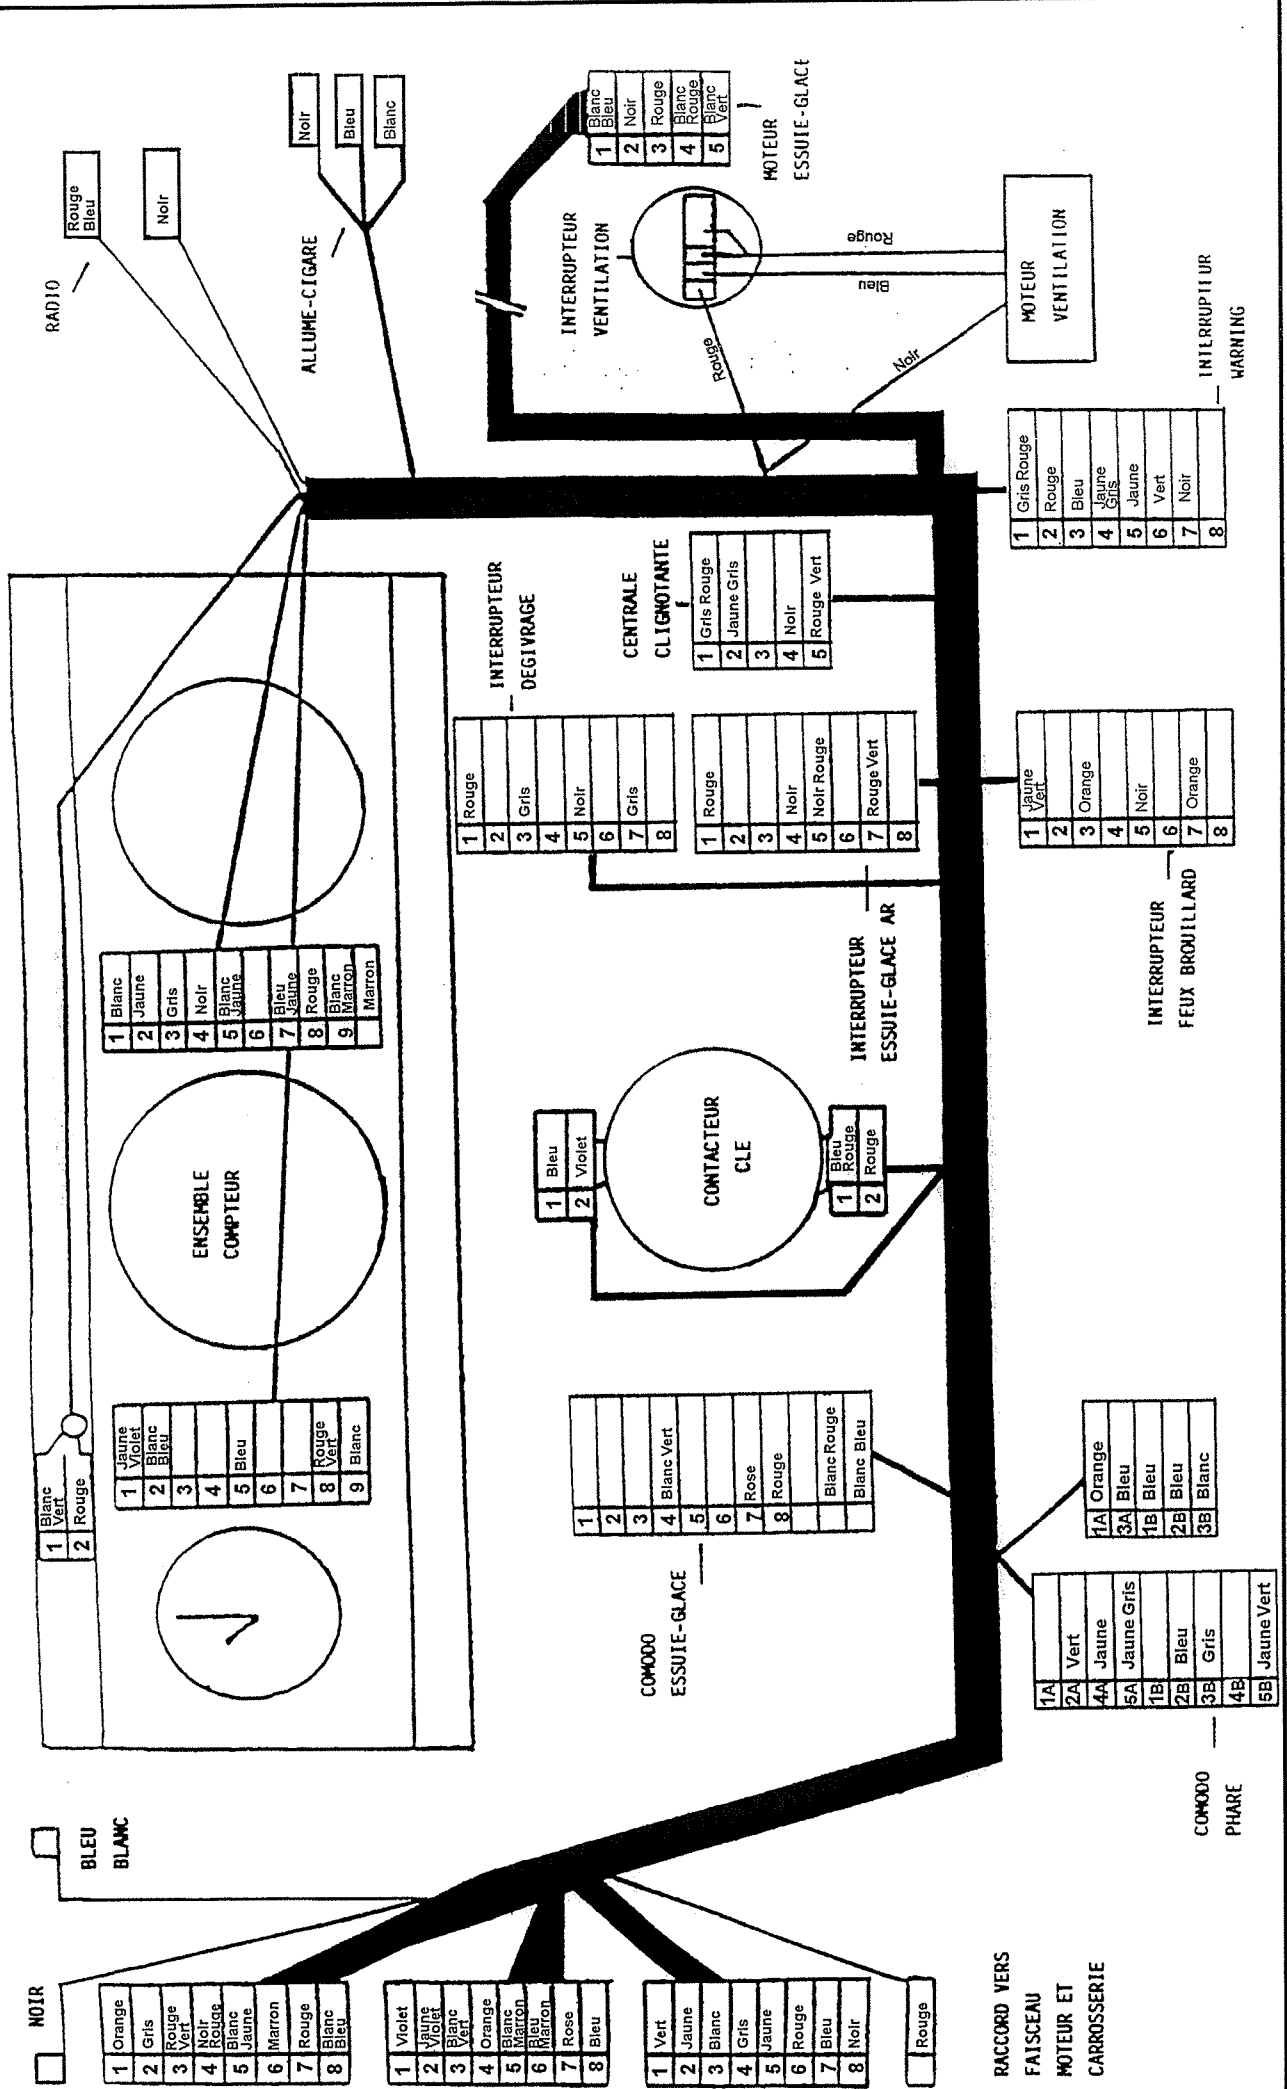 NOIR
BLEU
BLANC
1 Orange
2 Gris
3 Rouge Vert
4 Noir Rouge
5 Blanc Jaune
6 Marron
7 Rouge
8 Blanc Bleu
1 Violet
2 Jaune Violet
3 Blanc Vert
4 Orange
5 Blanc Marron
6 Bleu Marron
7 Rose
8 Bleu
1 Vert
2 Jaune
3 Blanc
4 Gris
5 Jaune
6 Rouge
7 Bleu
8 Noir
Rouge
RACCORD VERS
FAISCEAU
MOTEUR ET
CARROSSERIE
1 Blanc Vert
2 Rouge
1 Jaune Violet
2 Blanc Bleu
3
4
5 Bleu
6
7
8 Rouge Vert
9 Blanc
ENSEMBLE
COMPTEUR
1 Blanc
2 Jaune
3 Gris
4 Noir
5 Blanc Jaune
6
7 Bleu Jaune
8 Rouge
9 Blanc Marron
Marron
RADIO
Rouge Bleu
Noir
ALLUME-CIGARE
Noir
Bleu
Blanc
COMODO
ESSUIE-GLACE
1
2
3
4 Blanc Vert
5
6
7 Rose
8 Rouge
Blanc Rouge
Blanc Bleu
1 Bleu
2 Violet
CONTACTEUR
CLE
1 Bleu Rouge
2 Rouge
INTERRUPTEUR
DEGIVRAGE
1 Rouge
2
3 Gris
4
5 Noir
6
7 Gris
8
INTERRUPTEUR
ESSUIE-GLACE AR
1 Rouge
2
3
4 Noir
5 Noir Rouge
6
7 Rouge Vert
8
CENTRALE
CLIGNOTANTE
1 Gris Rouge
2 Jaune Gris
3
4 Noir
5 Rouge Vert
INTERRUPTEUR
VENTILATION
Rouge
Noir
Bleu
Rouge
MOTEUR
VENTILATION
1 Blanc Bleu
2 Noir
3 Rouge
4 Blanc Rouge
5 Blanc Vert
MOTEUR
ESSUIE-GLACE
COMODO
PHARE
1A
2A Vert
4A Jaune
5A Jaune Gris
1B
2B Bleu
3B Gris
4B
5B Jaune Vert
1A Orange
3A Bleu
1B Bleu
2B Bleu
3B Blanc
INTERRUPTEUR
FEUX BROUILLARD
1 Jaune Vert
2
3 Orange
4
5 Noir
6
7 Orange
8
1 Gris Rouge
2 Rouge
3 Bleu
4 Jaune Gris
5 Jaune
6 Vert
7 Noir
8
INTERRUPTEUR
WARNING